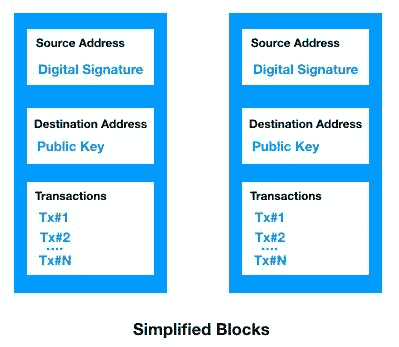 Source Address
Digital Signature
Destination Address
Public Key
Transactions
Tx#1
Tx#2
....
Tx#N
Source Address
Digital Signature
Destination Address
Public Key
Transactions
Tx#1
Tx#2
....
Tx#N
Simplified Blocks